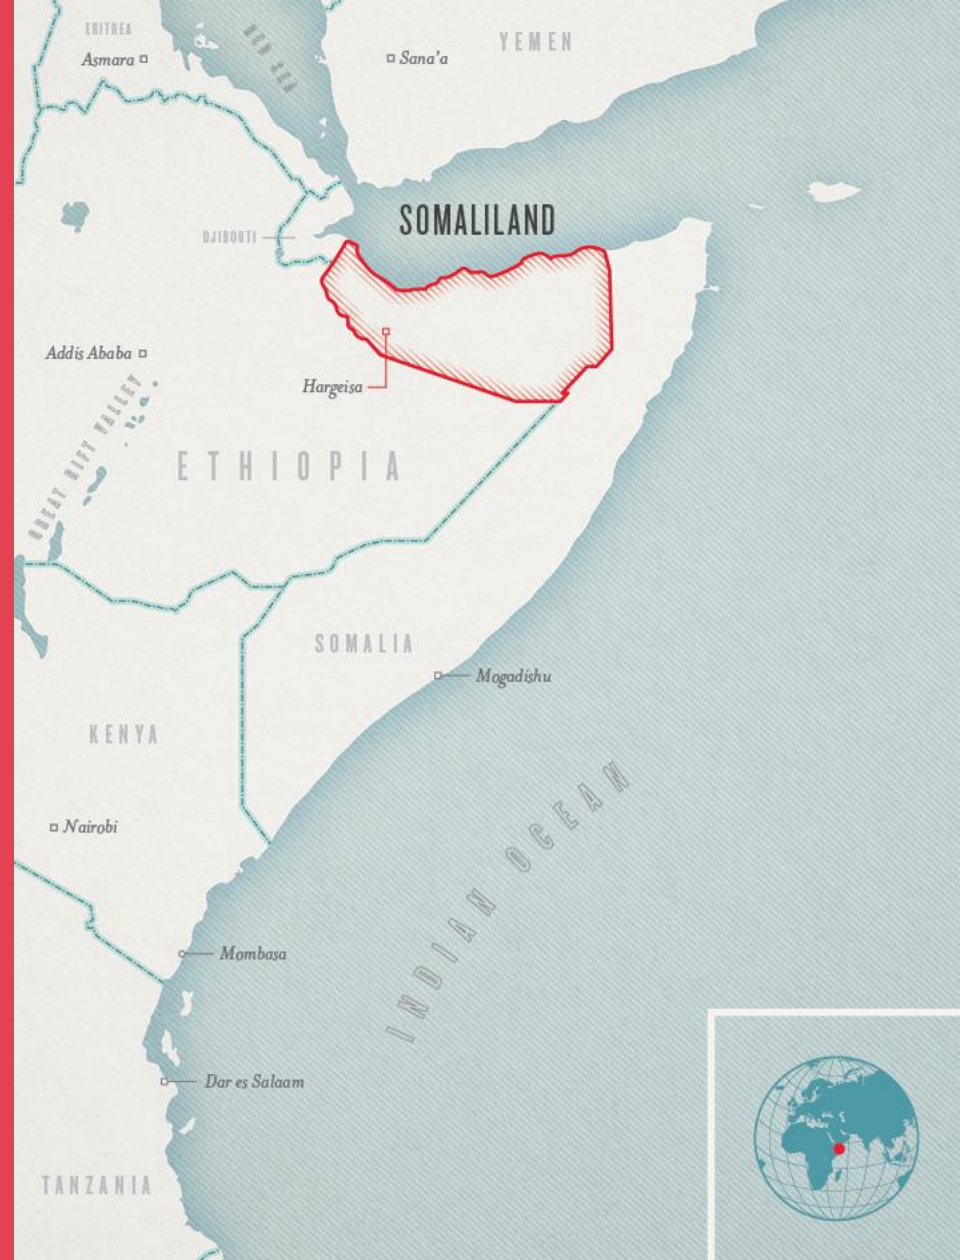 ERITREA
Asmara
RED SEA
Sana'a
YEMEN
SOMALILAND
DJIBOUTI
Addis Ababa
Hargeisa
GREAT RIFT VALLEY
ETHIOPIA
SOMALIA
Mogadishu
KENYA
Nairobi
INDIAN OCEAN
Mombasa
Dar es Salaam
TANZANIA